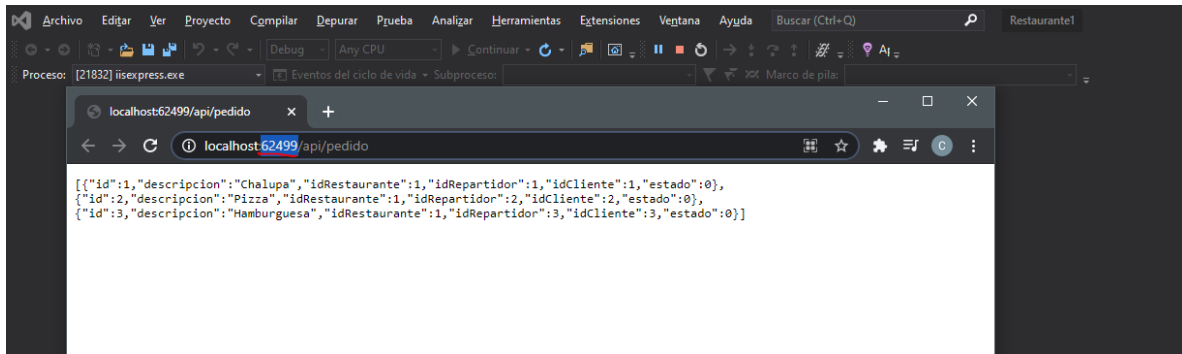 Archivo Editar Ver Proyecto Compilar Depurar Prueba Analizar Herramientas Extensiones Ventana Ayuda Buscar (Ctrl+Q) Restaurante1
Debug Any CPU Continuar
Proceso: [21832] iisexpress.exe Eventos del ciclo de vida Subproceso: Marco de pila:
localhost:62499/api/pedido
localhost:62499/api/pedido C
[{"id":1,"descripcion":"Chalupa","idRestaurante":1,"idRepartidor":1,"idCliente":1,"estado":0},
{"id":2,"descripcion":"Pizza","idRestaurante":1,"idRepartidor":2,"idCliente":2,"estado":0},
{"id":3,"descripcion":"Hamburguesa","idRestaurante":1,"idRepartidor":3,"idCliente":3,"estado":0}]